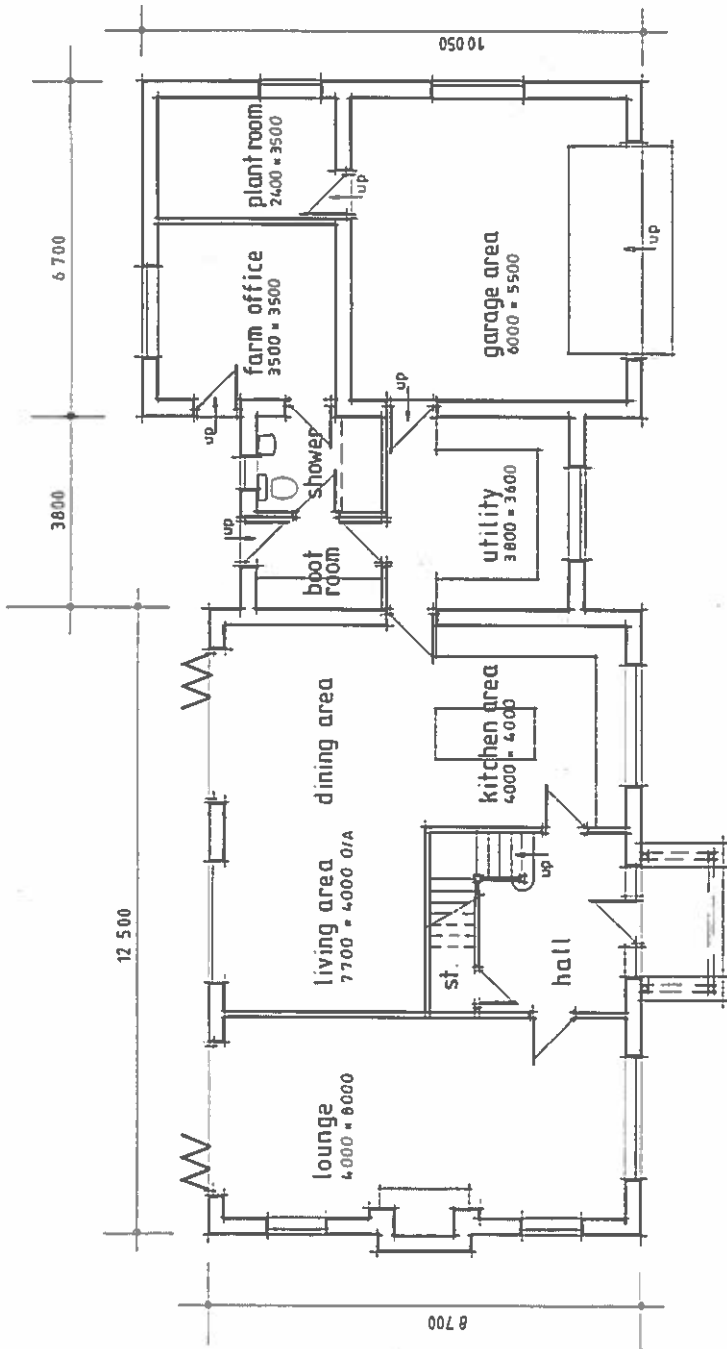 12 500
3800
6 700
10 050
8 700
lounge
4000 × 8000
living area
7700 × 4000 O/A
dining area
kitchen area
4000 × 4000
st.
hall
up
boot
room
up
shower
utility
3800 × 3600
up
up
farm office
3500 × 3500
plant room
2400 × 3500
up
garage area
6000 × 5500
up